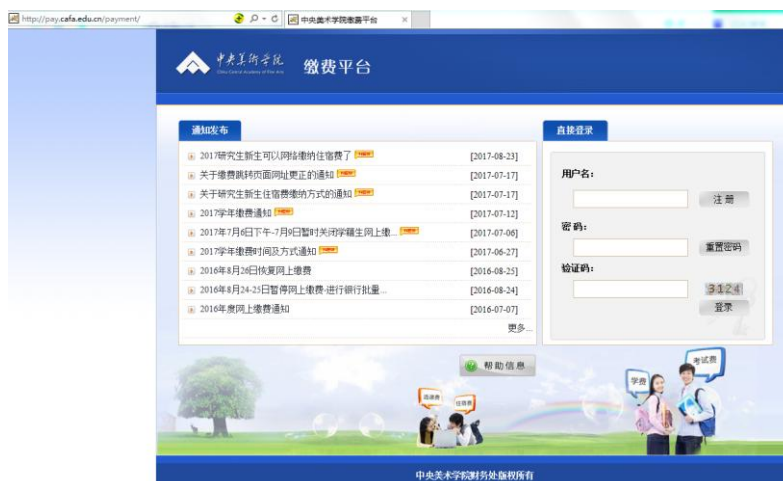 http://pay.cafa.edu.cn/payment/
中央美术学院缴费平台
中央美術學院
China Central Academy of Fine Arts
缴费平台
通知发布
2017研究生新生可以网络缴纳住宿费了 NEW [2017-08-23]
关于缴费跳转页面网址更正的通知 NEW [2017-07-17]
关于研究生新生住宿费缴纳方式的通知 NEW [2017-07-17]
2017学年缴费通知 NEW [2017-07-12]
2017年7月6日下午-7月9日暂时关闭学籍生网上缴... NEW [2017-07-06]
2017学年缴费时间及方式通知 NEW [2017-06-27]
2016年8月26日恢复网上缴费 [2016-08-25]
2016年8月24-25日暂停网上缴费-进行银行批量... [2016-08-24]
2016年度网上缴费通知 [2016-07-07]
更多...
直接登录
用户名：
注 册
密 码：
重置密码
验证码：
3124
登录
帮助信息
住宿费
学费
考试费
中央美术学院财务处版权所有